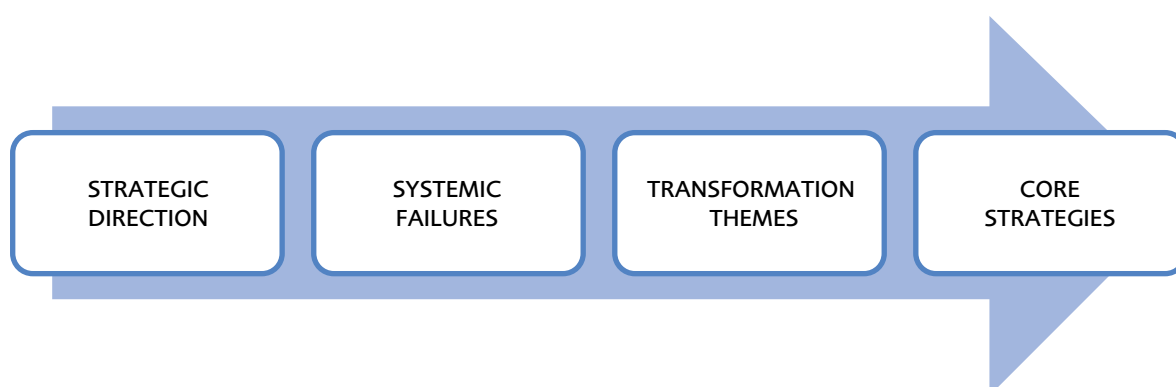 STRATEGIC
DIRECTION
SYSTEMIC
FAILURES
TRANSFORMATION
THEMES
CORE
STRATEGIES